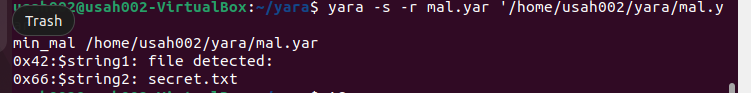 usah002@usah002-VirtualBox:~/yara$ yara -s -r mal.yar '/home/usah002/yara/mal.y
Trash
min_mal /home/usah002/yara/mal.yar
0x42:$string1: file detected:
0x66:$string2: secret.txt